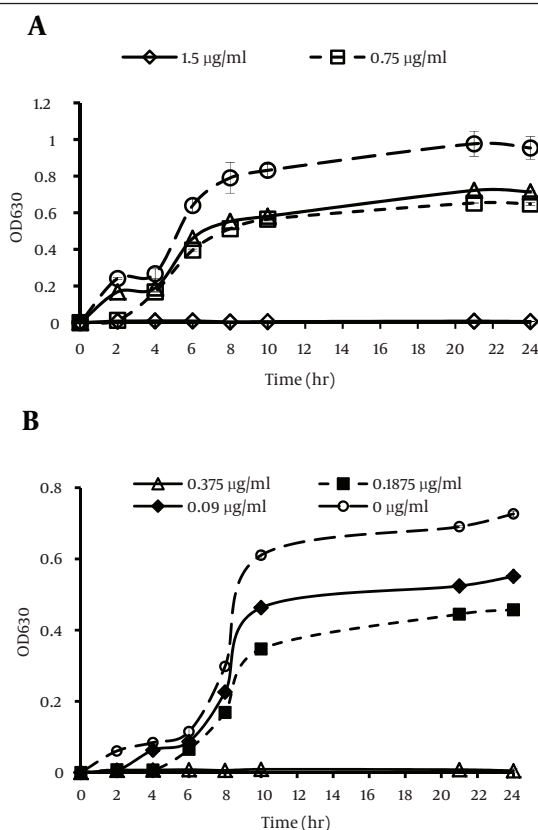 A
1.5 µg/ml 0.75 µg/ml
1.2
1
0.8
0.6
0.4
0.2
0
OD630
0 2 4 6 8 10 12 14 16 18 20 22 24
Time (hr)
B
0.375 µg/ml 0.1875 µg/ml
0.09 µg/ml 0 µg/ml
0.8
0.6
0.4
0.2
0
OD630
0 2 4 6 8 10 12 14 16 18 20 22 24
Time (hr)